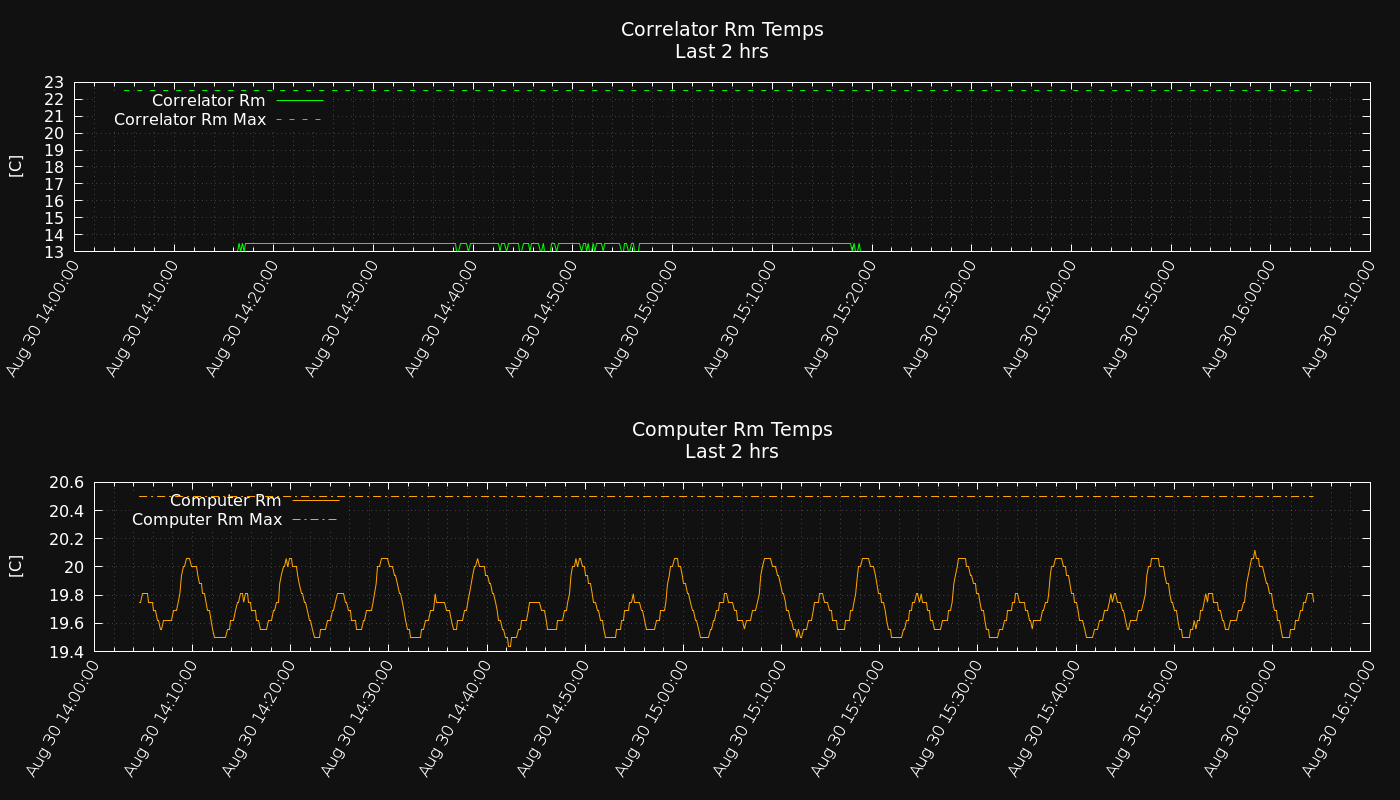 Correlator Rm Temps
Last 2 hrs
23
22
21
20
19
18
17
16
15
14
13
[C]
Correlator Rm
Correlator Rm Max
Aug 30 14:00:00
Aug 30 14:10:00
Aug 30 14:20:00
Aug 30 14:30:00
Aug 30 14:40:00
Aug 30 14:50:00
Aug 30 15:00:00
Aug 30 15:10:00
Aug 30 15:20:00
Aug 30 15:30:00
Aug 30 15:40:00
Aug 30 15:50:00
Aug 30 16:00:00
Aug 30 16:10:00
Computer Rm Temps
Last 2 hrs
20.6
20.4
20.2
20
19.8
19.6
19.4
[C]
Computer Rm
Computer Rm Max
Aug 30 14:00:00
Aug 30 14:10:00
Aug 30 14:20:00
Aug 30 14:30:00
Aug 30 14:40:00
Aug 30 14:50:00
Aug 30 15:00:00
Aug 30 15:10:00
Aug 30 15:20:00
Aug 30 15:30:00
Aug 30 15:40:00
Aug 30 15:50:00
Aug 30 16:00:00
Aug 30 16:10:00